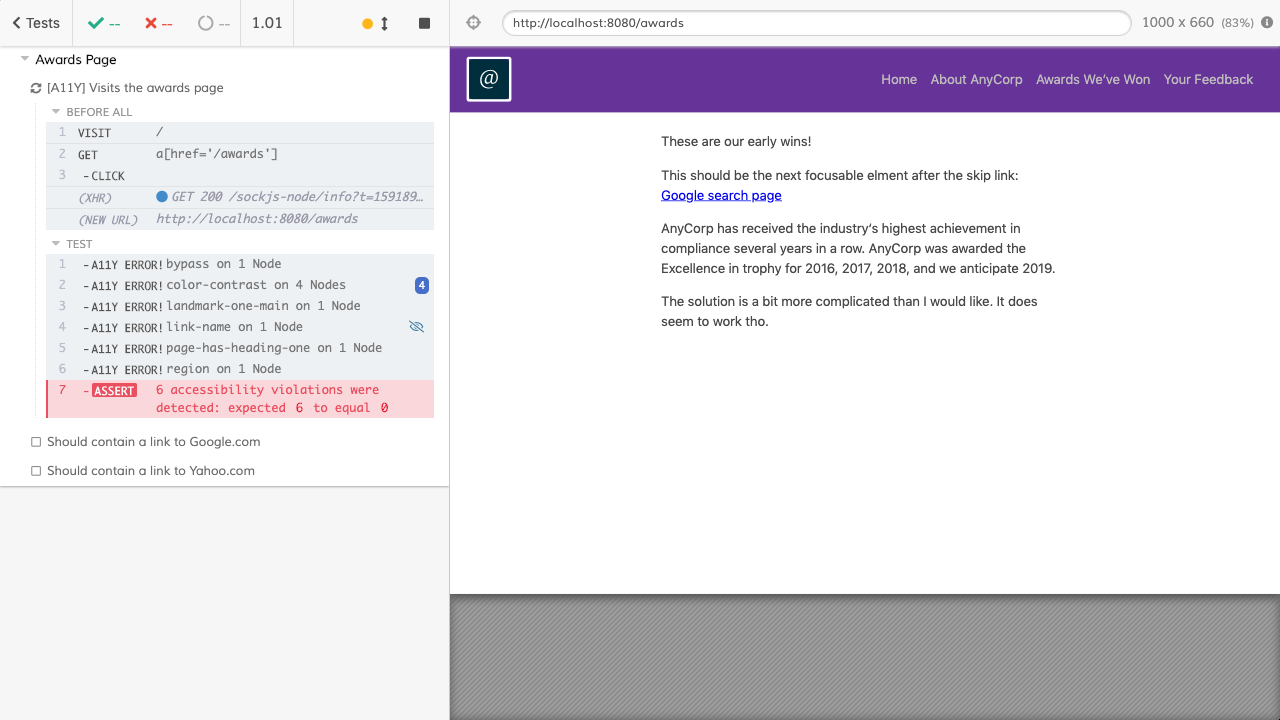 Tests -- -- -- 1.01
Awards Page
[A11Y] Visits the awards page
BEFORE ALL
1 VISIT /
2 GET a[href='/awards']
3 -CLICK
(XHR) GET 200 /sockjs-node/info?t=159189…
(NEW URL) http://localhost:8080/awards
TEST
1 -A11Y ERROR! bypass on 1 Node
2 -A11Y ERROR! color-contrast on 4 Nodes 4
3 -A11Y ERROR! landmark-one-main on 1 Node
4 -A11Y ERROR! link-name on 1 Node
5 -A11Y ERROR! page-has-heading-one on 1 Node
6 -A11Y ERROR! region on 1 Node
7 -ASSERT 6 accessibility violations were
detected: expected 6 to equal 0
Should contain a link to Google.com
Should contain a link to Yahoo.com
http://localhost:8080/awards 1000 x 660 (83%)
@ Home About AnyCorp Awards We've Won Your Feedback
These are our early wins!
This should be the next focusable elment after the skip link:
Google search page
AnyCorp has received the industry's highest achievement in
compliance several years in a row. AnyCorp was awarded the
Excellence in trophy for 2016, 2017, 2018, and we anticipate 2019.
The solution is a bit more complicated than I would like. It does
seem to work tho.